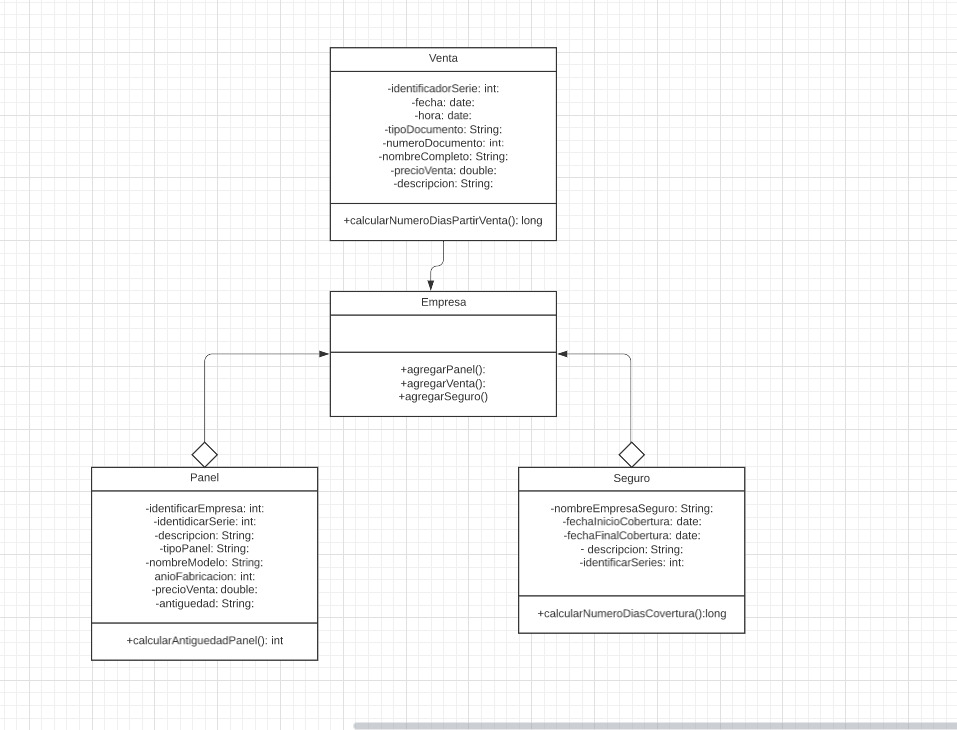 Venta
-identificadorSerie: int:
-fecha: date:
-hora: date:
-tipoDocumento: String:
-numeroDocumento: int:
-nombreCompleto: String:
-precioVenta: double:
-descripcion: String:
+calcularNumeroDiasPartirVenta(): long
Empresa
+agregarPanel():
+agregarVenta():
+agregarSeguro()
Panel
-identificarEmpresa: int:
-identidicarSerie: int:
-descripcion: String:
-tipoPanel: String:
-nombreModelo: String:
anioFabricacion: int:
-precioVenta: double:
-antiguedad: String:
+calcularAntiguedadPanel(): int
Seguro
-nombreEmpresaSeguro: String:
-fechaInicioCobertura: date:
-fechaFinalCobertura: date:
- descripcion: String:
-identificarSeries: int:
+calcularNumeroDiasCovertura():long